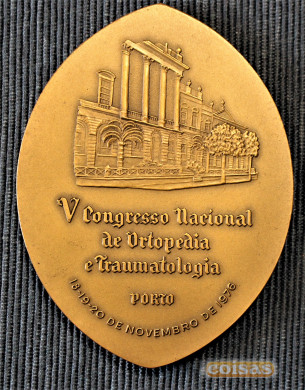 V Congresso Nacional
de Ortopedia
e Traumatologia
PORTO
18-19-20 DE NOVEMBRO DE 1976
coisas